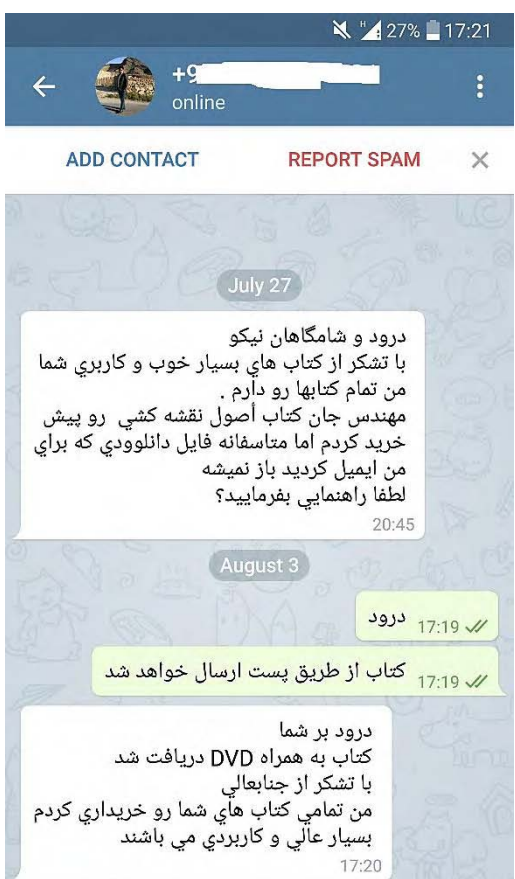 27% 17:21
+9
online
ADD CONTACT REPORT SPAM
July 27
درود و شامگاهان نيكو
با تشكر از كتاب هاي بسيار خوب و كاربري شما
من تمام كتابها رو دارم .
مهندس جان كتاب أصول نقشه كشي رو پيش
خريد كردم اما متاسفانه فايل دانلوودي كه براي
من ايميل كرديد باز نميشه
لطفا راهنمايي بفرماييد؟
20:45
August 3
درود
17:19
کتاب از طریق پست ارسال خواهد شد
17:19
درود بر شما
كتاب به همراه DVD دريافت شد
با تشكر از جنابعالي
من تمامي كتاب هاي شما رو خريداري كردم
بسيار عالي و كاربردي مي باشند
17:20